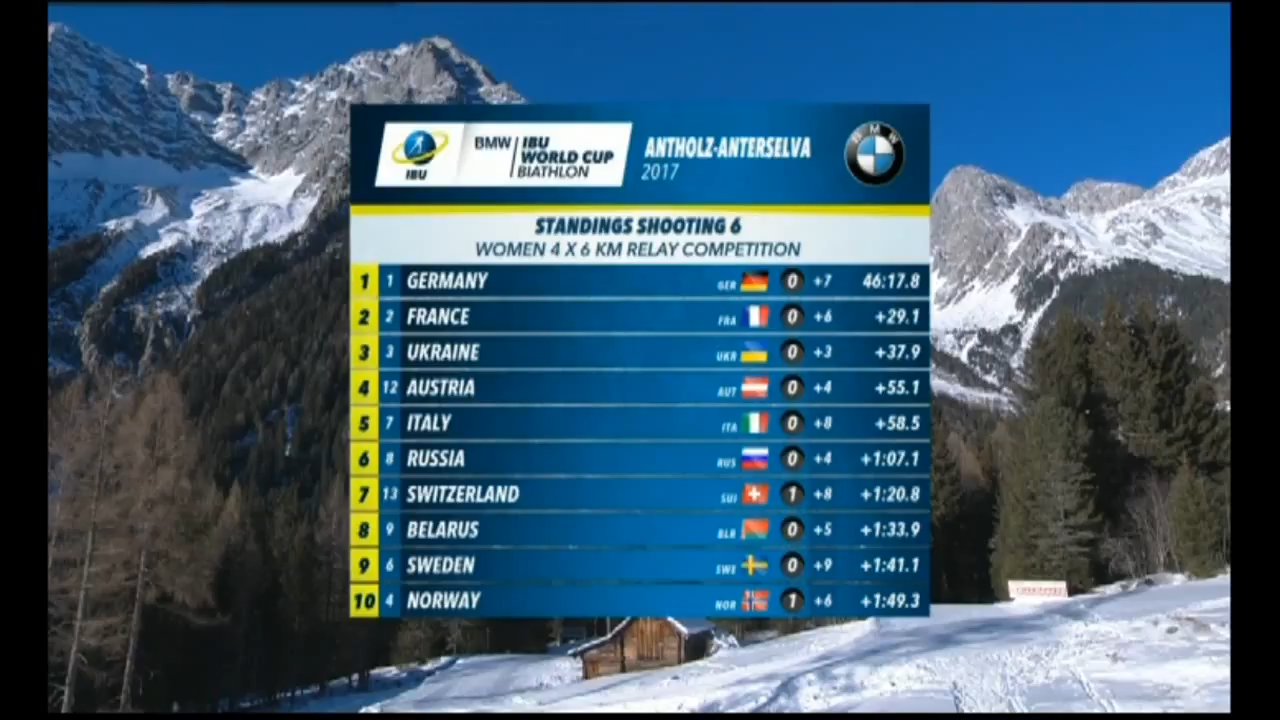 BMW IBU WORLD CUP BIATHLON
IBU
ANTHOLZ-ANTERSELVA
2017
BMW
STANDINGS SHOOTING 6
WOMEN 4 X 6 KM RELAY COMPETITION
1 1 GERMANY GER 0 +7 46:17.8
2 2 FRANCE FRA 0 +6 +29.1
3 3 UKRAINE UKR 0 +3 +37.9
4 12 AUSTRIA AUT 0 +4 +55.1
5 7 ITALY ITA 0 +8 +58.5
6 8 RUSSIA RUS 0 +4 +1:07.1
7 13 SWITZERLAND SUI 1 +8 +1:20.8
8 9 BELARUS BLR 0 +5 +1:33.9
9 6 SWEDEN SWE 0 +9 +1:41.1
10 4 NORWAY NOR 1 +6 +1:49.3